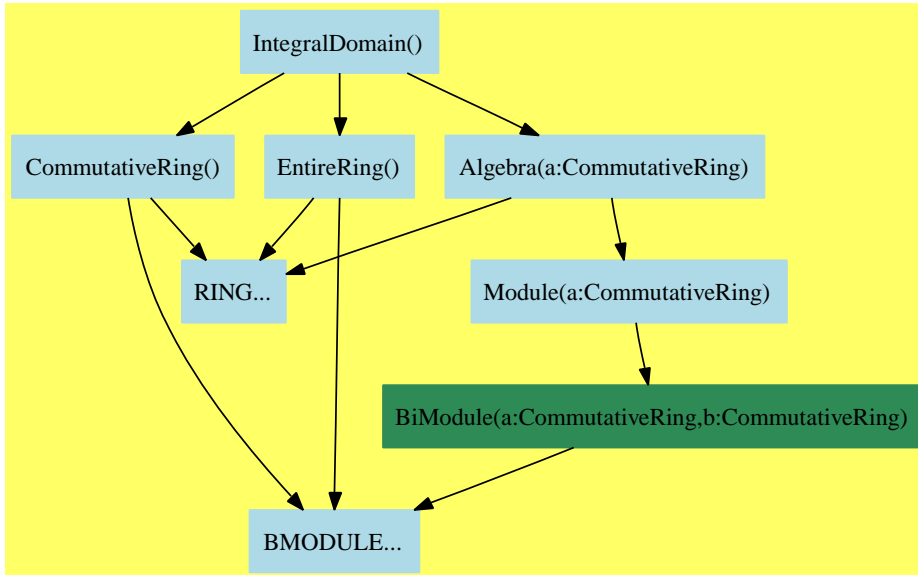 IntegralDomain()
CommutativeRing()
EntireRing()
Algebra(a:CommutativeRing)
RING...
Module(a:CommutativeRing)
BiModule(a:CommutativeRing,b:CommutativeRing)
BMODULE...